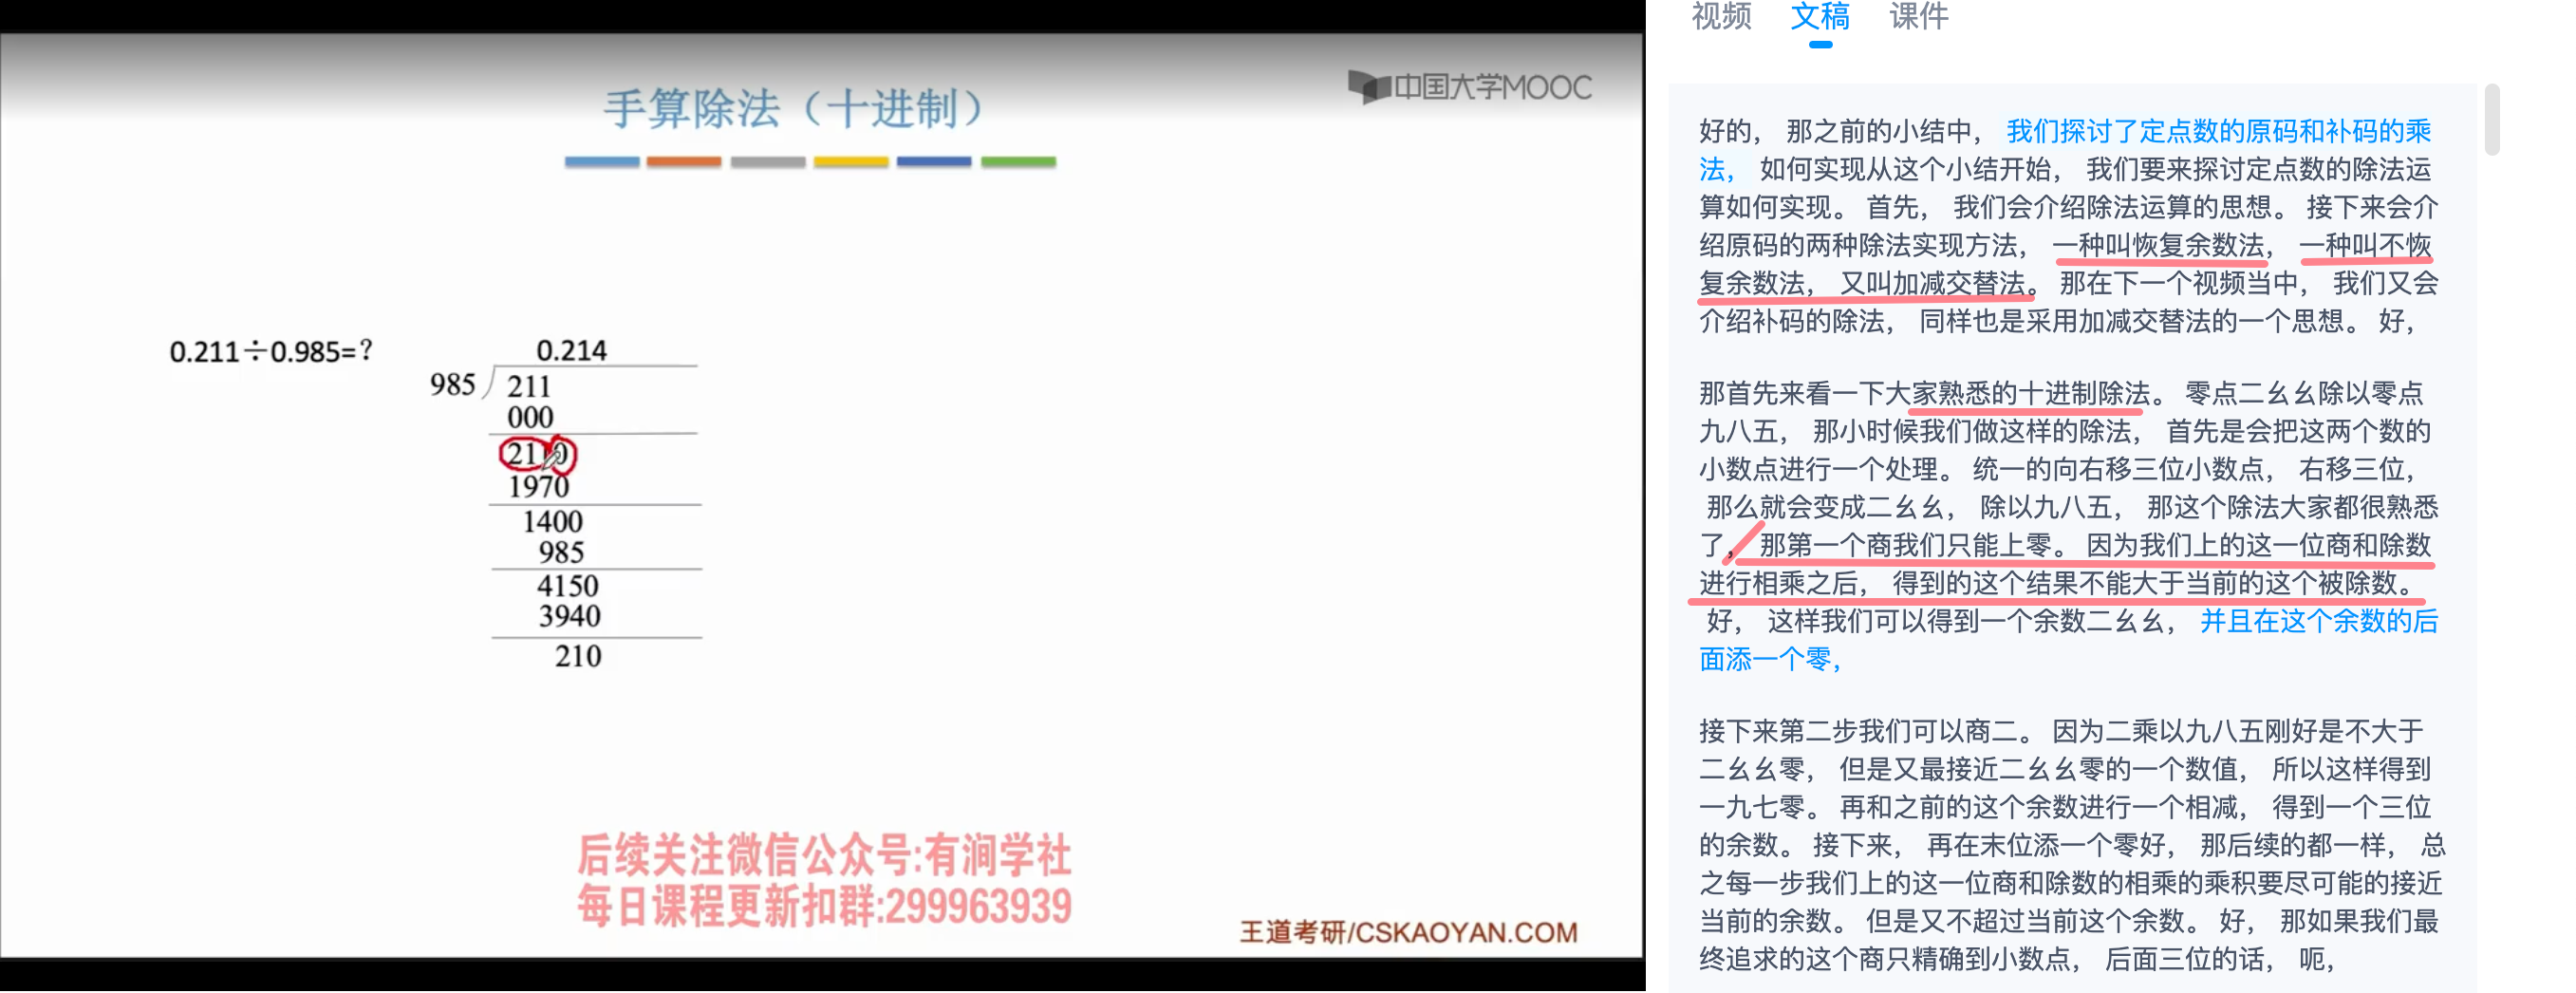 中国大学MOOC
手算除法（十进制）
0.211÷0.985=？
0.214
985
211
000
2110
1970
1400
985
4150
3940
210
后续关注微信公众号:有涧学社
每日课程更新扣群:299963939
王道考研/CSKAOYAN.COM
视频 文稿 课件
好的， 那之前的小结中， 我们探讨了定点数的原码和补码的乘
法， 如何实现从这个小结开始， 我们要来探讨定点数的除法运
算如何实现。 首先， 我们会介绍除法运算的思想。 接下来会介
绍原码的两种除法实现方法， 一种叫恢复余数法， 一种叫不恢
复余数法， 又叫加减交替法。 那在下一个视频当中， 我们又会
介绍补码的除法， 同样也是采用加减交替法的一个思想。 好，
那首先来看一下大家熟悉的十进制除法。 零点二幺幺除以零点
九八五， 那小时候我们做这样的除法， 首先是会把这两个数的
小数点进行一个处理。 统一的向右移三位小数点， 右移三位，
那么就会变成二幺幺， 除以九八五， 那这个除法大家都很熟悉
了， 那第一个商我们只能上零。 因为我们上的这一位商和除数
进行相乘之后， 得到的这个结果不能大于当前的这个被除数。
好， 这样我们可以得到一个余数二幺幺， 并且在这个余数的后
面添一个零，
接下来第二步我们可以商二。 因为二乘以九八五刚好是不大于
二幺幺零， 但是又最接近二幺幺零的一个数值， 所以这样得到
一九七零。 再和之前的这个余数进行一个相减， 得到一个三位
的余数。 接下来， 再在末位添一个零好， 那后续的都一样， 总
之每一步我们上的这一位商和除数的相乘的乘积要尽可能的接近
当前的余数。 但是又不超过当前这个余数。 好， 那如果我们最
终追求的这个商只精确到小数点， 后面三位的话， 呃，